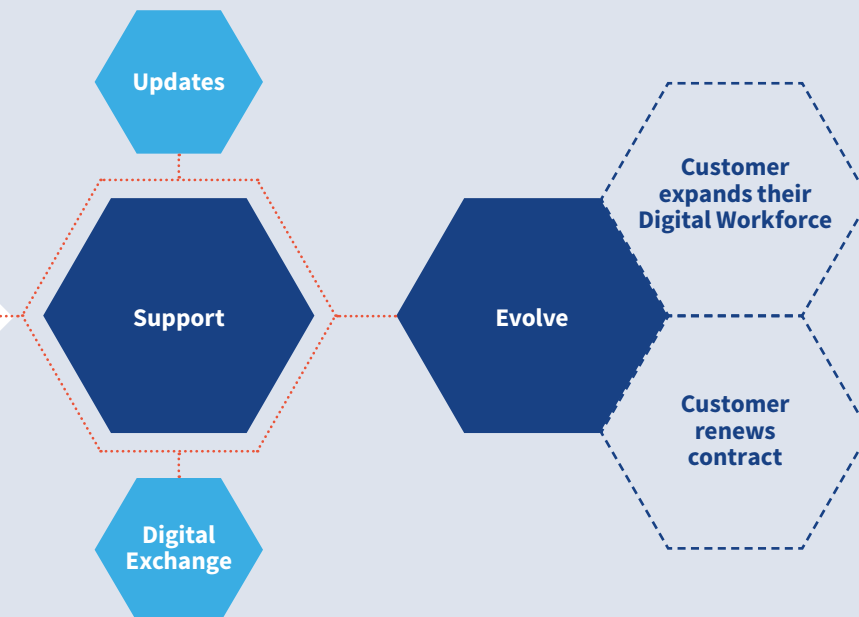 Updates
Support
Digital
Exchange
Evolve
Customer
expands their
Digital Workforce
Customer
renews
contract